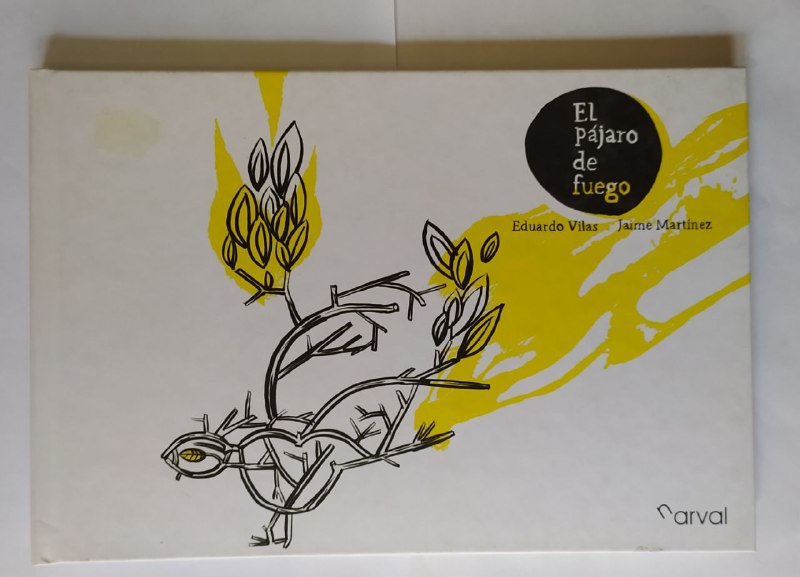 El
Pájaro
de
fuego
Eduardo Vilas Jaime Martínez
narval